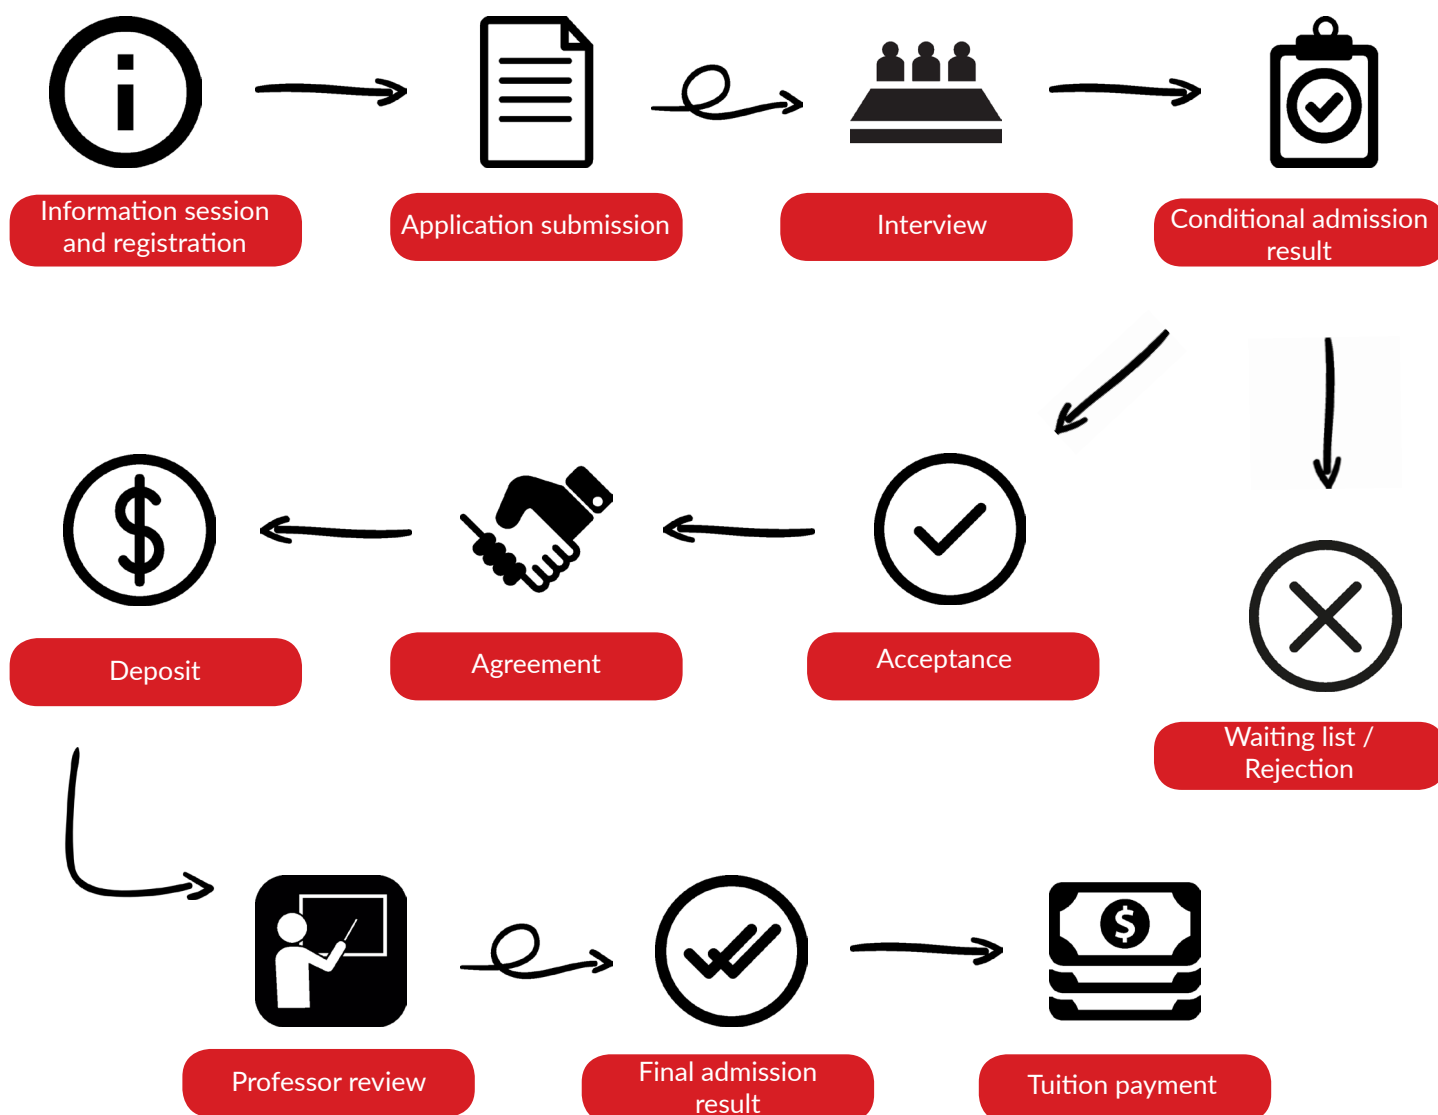 Information session
and registration
Application submission
Interview
Conditional admission
result
Deposit
Agreement
Acceptance
Waiting list /
Rejection
Professor review
Final admission
result
Tuition payment